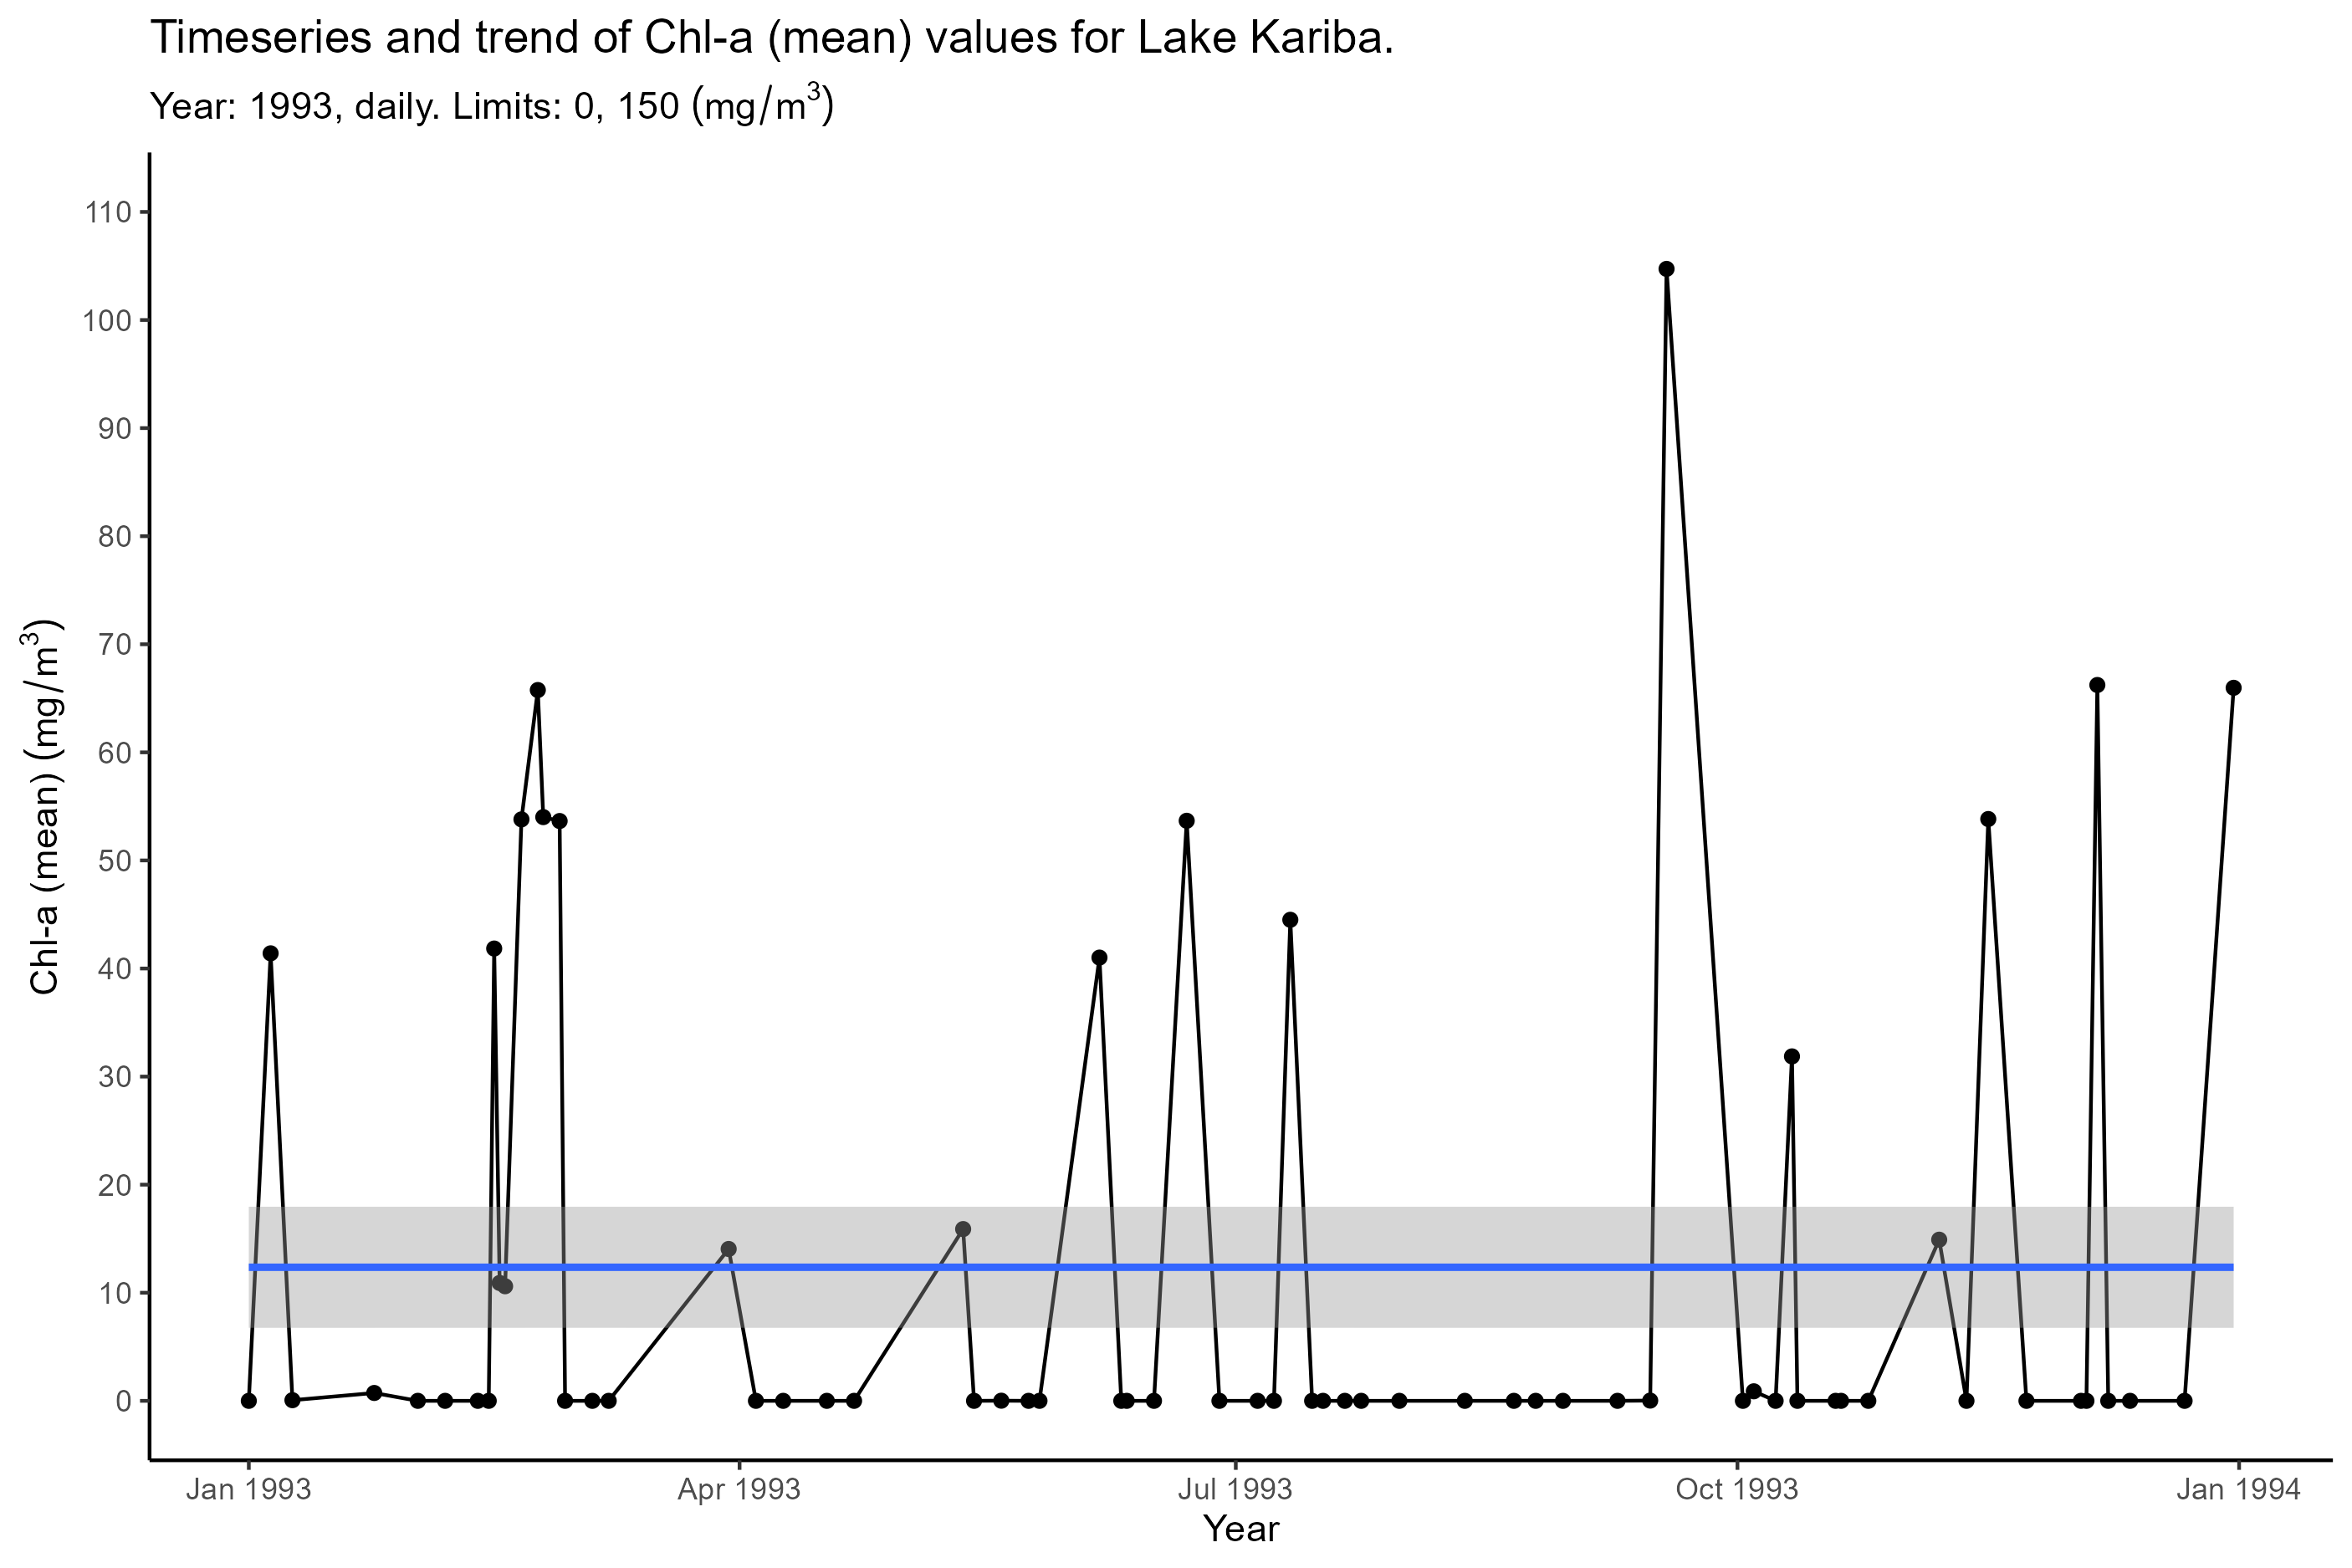 Timeseries and trend of Chl-a (mean) values for Lake Kariba.
Year: 1993, daily. Limits: 0, 150 (mg/m³)
Chl-a (mean) (mg/m³)
110
100
90
80
70
60
50
40
30
20
10
0
Jan 1993 Apr 1993 Jul 1993 Oct 1993 Jan 1994
Year